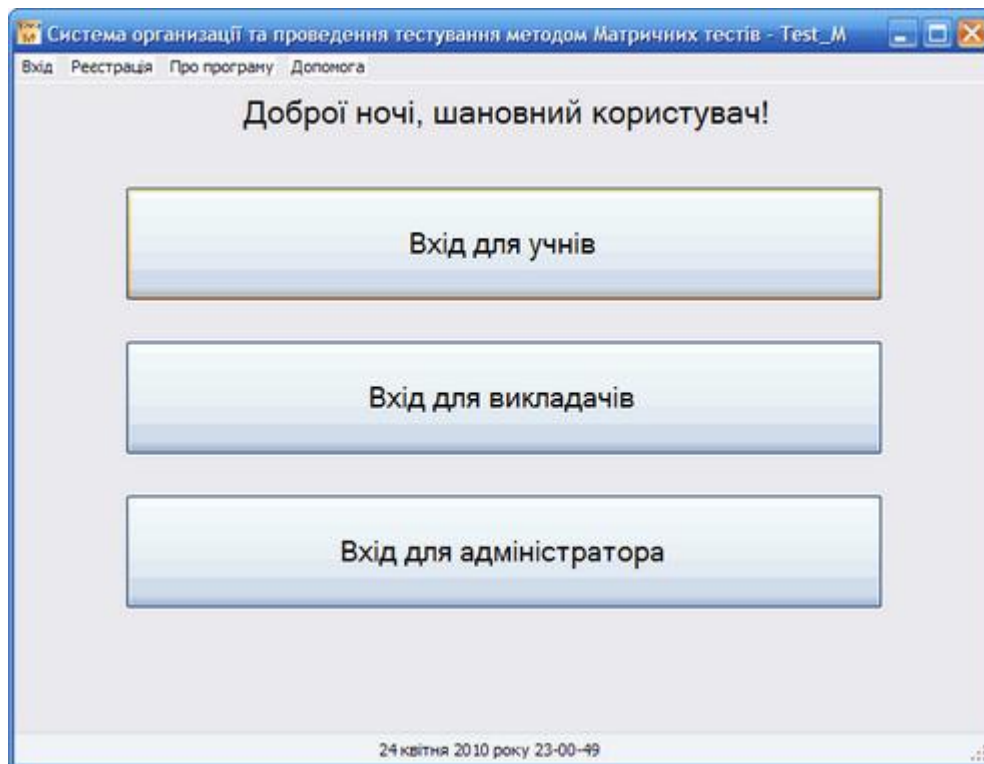 Система организації та проведення тестування методом Матричних тестів - Test_M
Вхід Реєстрація Про програму Допомога
Доброї ночі, шановний користувач!
Вхід для учнів
Вхід для викладачів
Вхід для адміністратора
24 квітня 2010 року 23-00-49